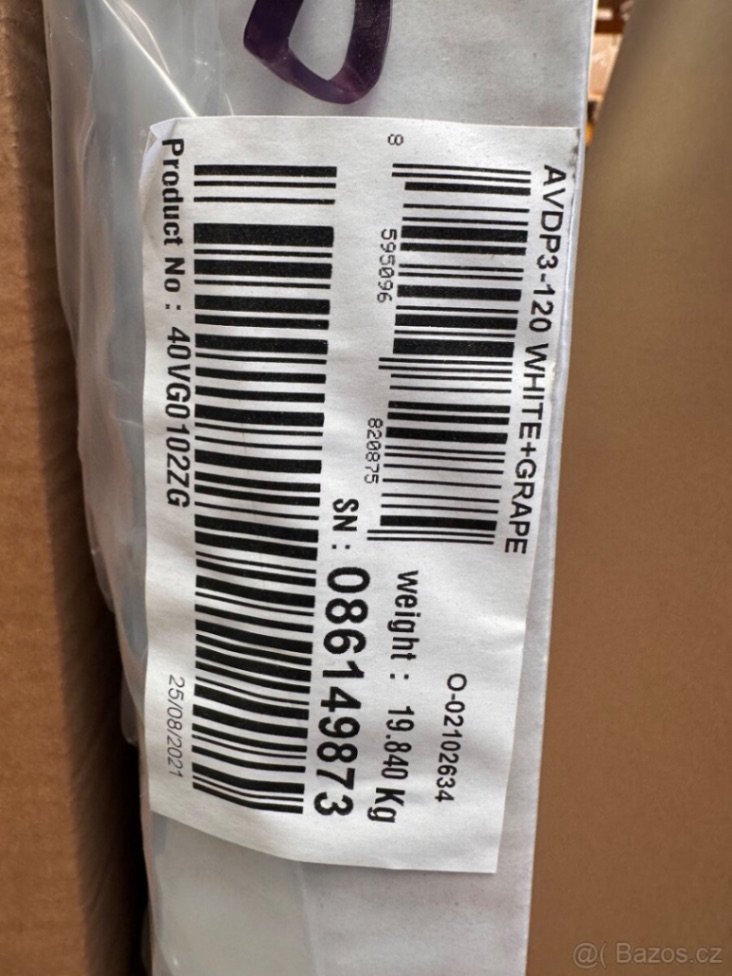 AVDP3-120 WHITE+GRAPE
8 595096 820875
O-02102634
weight : 19.840 Kg
SN : 086149873
Product No : 40VG0102ZG
25/08/2021
@( Bazos.cz